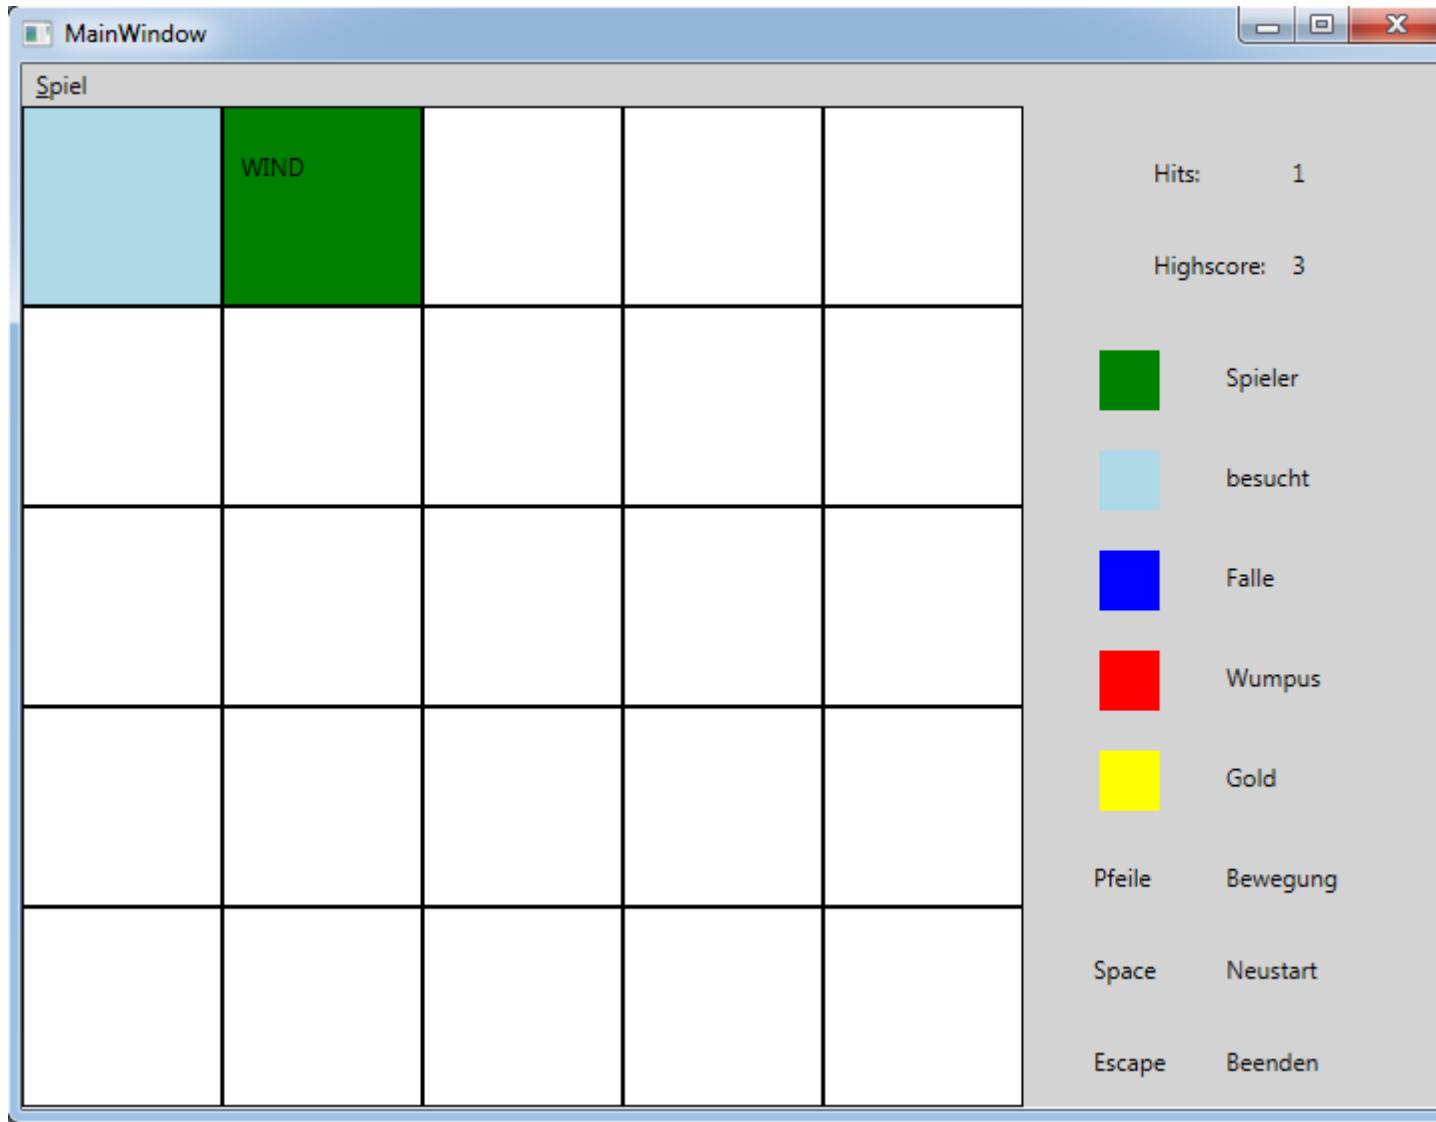 MainWindow
Spiel
WIND
Hits: 1
Highscore: 3
Spieler
besucht
Falle
Wumpus
Gold
Pfeile Bewegung
Space Neustart
Escape Beenden